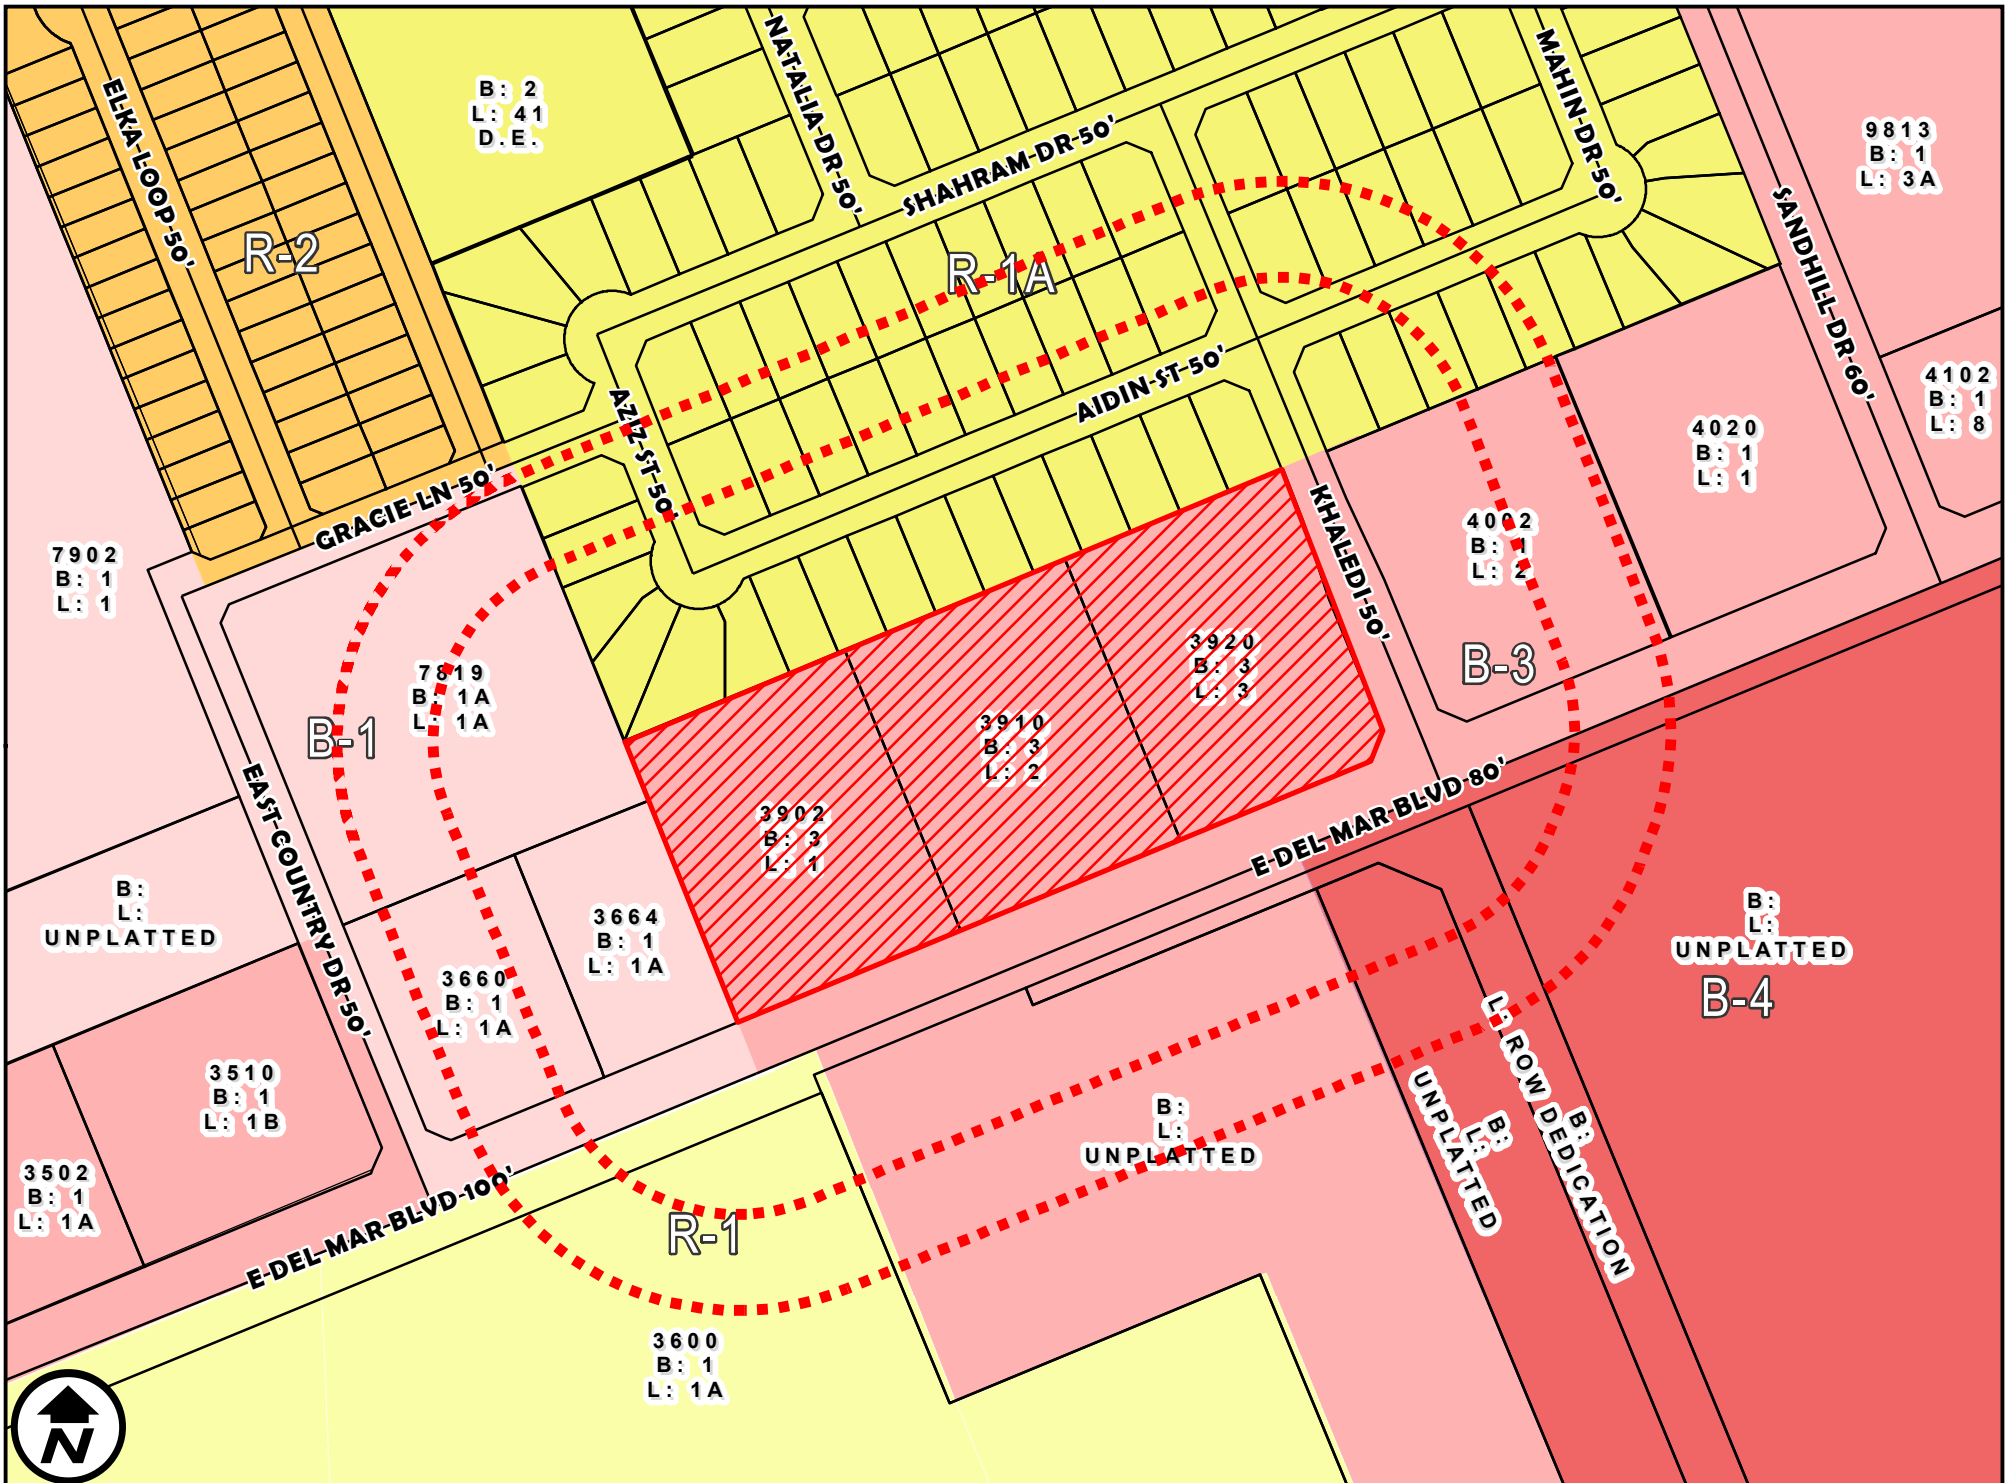 ELKA LOOP-50'
B: 2
L: 41
D.E.
NATALIA-DR-50'
SHAHRAM-DR-50'
MAHIN-DR-50'
9813
B: 1
L: 3A
SANDHILL-DR-60'
R-2
R-1A
4102
B: 1
L: 8
AZIZ-ST-50'
AIDIN-ST-50'
4020
B: 1
L: 1
GRACIE-LN-50'
KHALEDI-50'
4002
B: 1
L: 2
7902
B: 1
L: 1
7819
B: 1A
L: 1A
B-1
3920
B: 3
L: 3
B-3
3910
B: 3
L: 2
3902
B: 3
L: 1
EAST-COUNTRY-DR-50'
E-DEL MAR-BLVD 80'
B:
L:
UNPLATTED
3664
B: 1
L: 1A
3660
B: 1
L: 1A
B:
L:
UNPLATTED
B-4
3510
B: 1
L: 1B
3502
B: 1
L: 1A
E-DEL MAR-BLVD-100'
R-1
B:
L:
UNPLATTED
B:
L:
UNPLATTED
B:
L: ROW DEDICATION
3600
B: 1
L: 1A
N